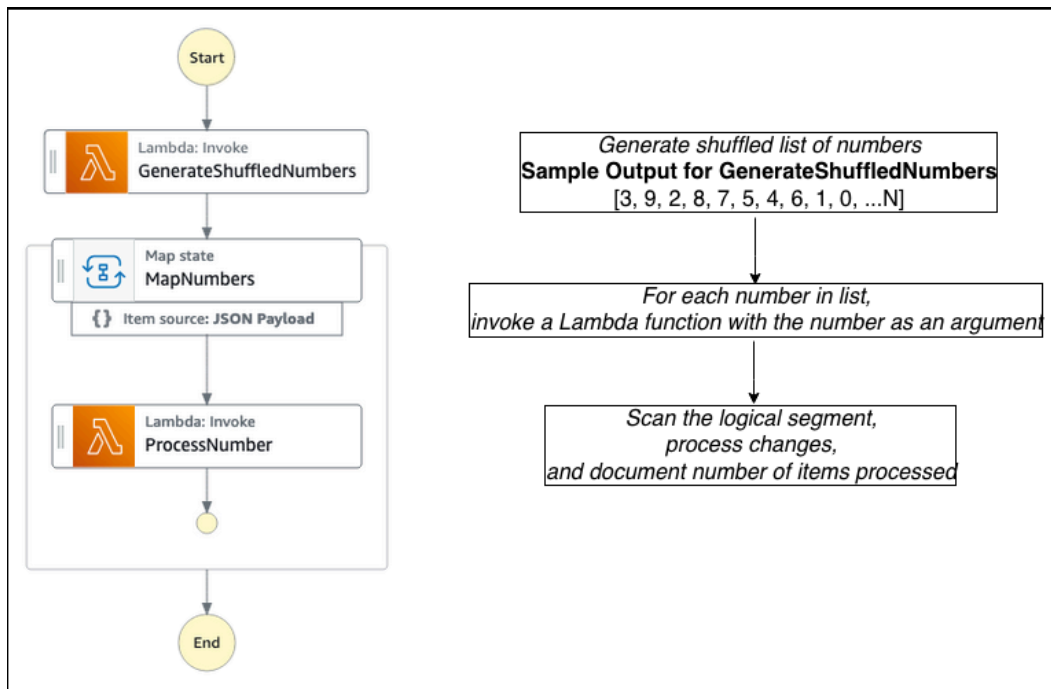 Start
Lambda: Invoke
GenerateShuffledNumbers
Map state
MapNumbers
{} Item source: JSON Payload
Lambda: Invoke
ProcessNumber
End
Generate shuffled list of numbers
Sample Output for GenerateShuffledNumbers
[3, 9, 2, 8, 7, 5, 4, 6, 1, 0, ...N]
For each number in list,
invoke a Lambda function with the number as an argument
Scan the logical segment,
process changes,
and document number of items processed